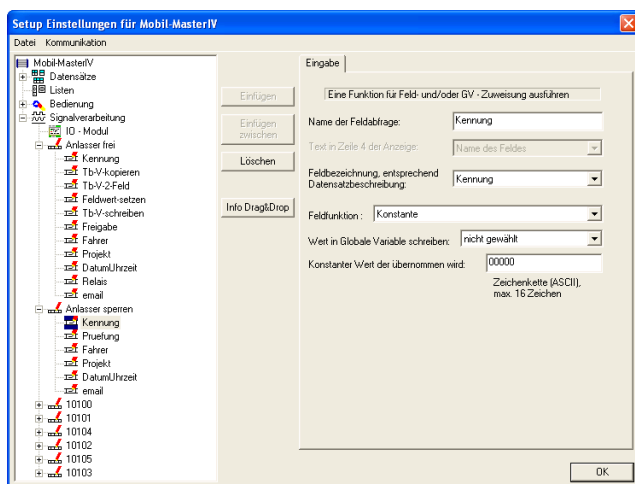 Setup Einstellungen für Mobil-MasterIV
Datei Kommunikation
Mobil-MasterIV
Datensätze
Listen
Bedienung
Signalverarbeitung
IO - Modul
Anlasser frei
Kennung
Tb-V-kopieren
Tb-V-2-Feld
Feldwert-setzen
Tb-V-schreiben
Freigabe
Fahrer
Projekt
DatumUhrzeit
Relais
email
Anlasser sperren
Kennung
Pruefung
Fahrer
Projekt
DatumUhrzeit
email
10100
10101
10104
10102
10105
10103
Einfügen
Einfügen
zwischen
Löschen
Info Drag&Drop
Eingabe
Eine Funktion für Feld- und/oder GV - Zuweisung ausführen
Name der Feldabfrage: Kennung
Text in Zeile 4 der Anzeige: Name des Feldes
Feldbezeichnung, entsprechend
Datensatzbeschreibung: Kennung
Feldfunktion : Konstante
Wert in Globale Variable schreiben: nicht gewählt
Konstanter Wert der übernommen wird: 00000
Zeichenkette (ASCII),
max. 16 Zeichen
OK